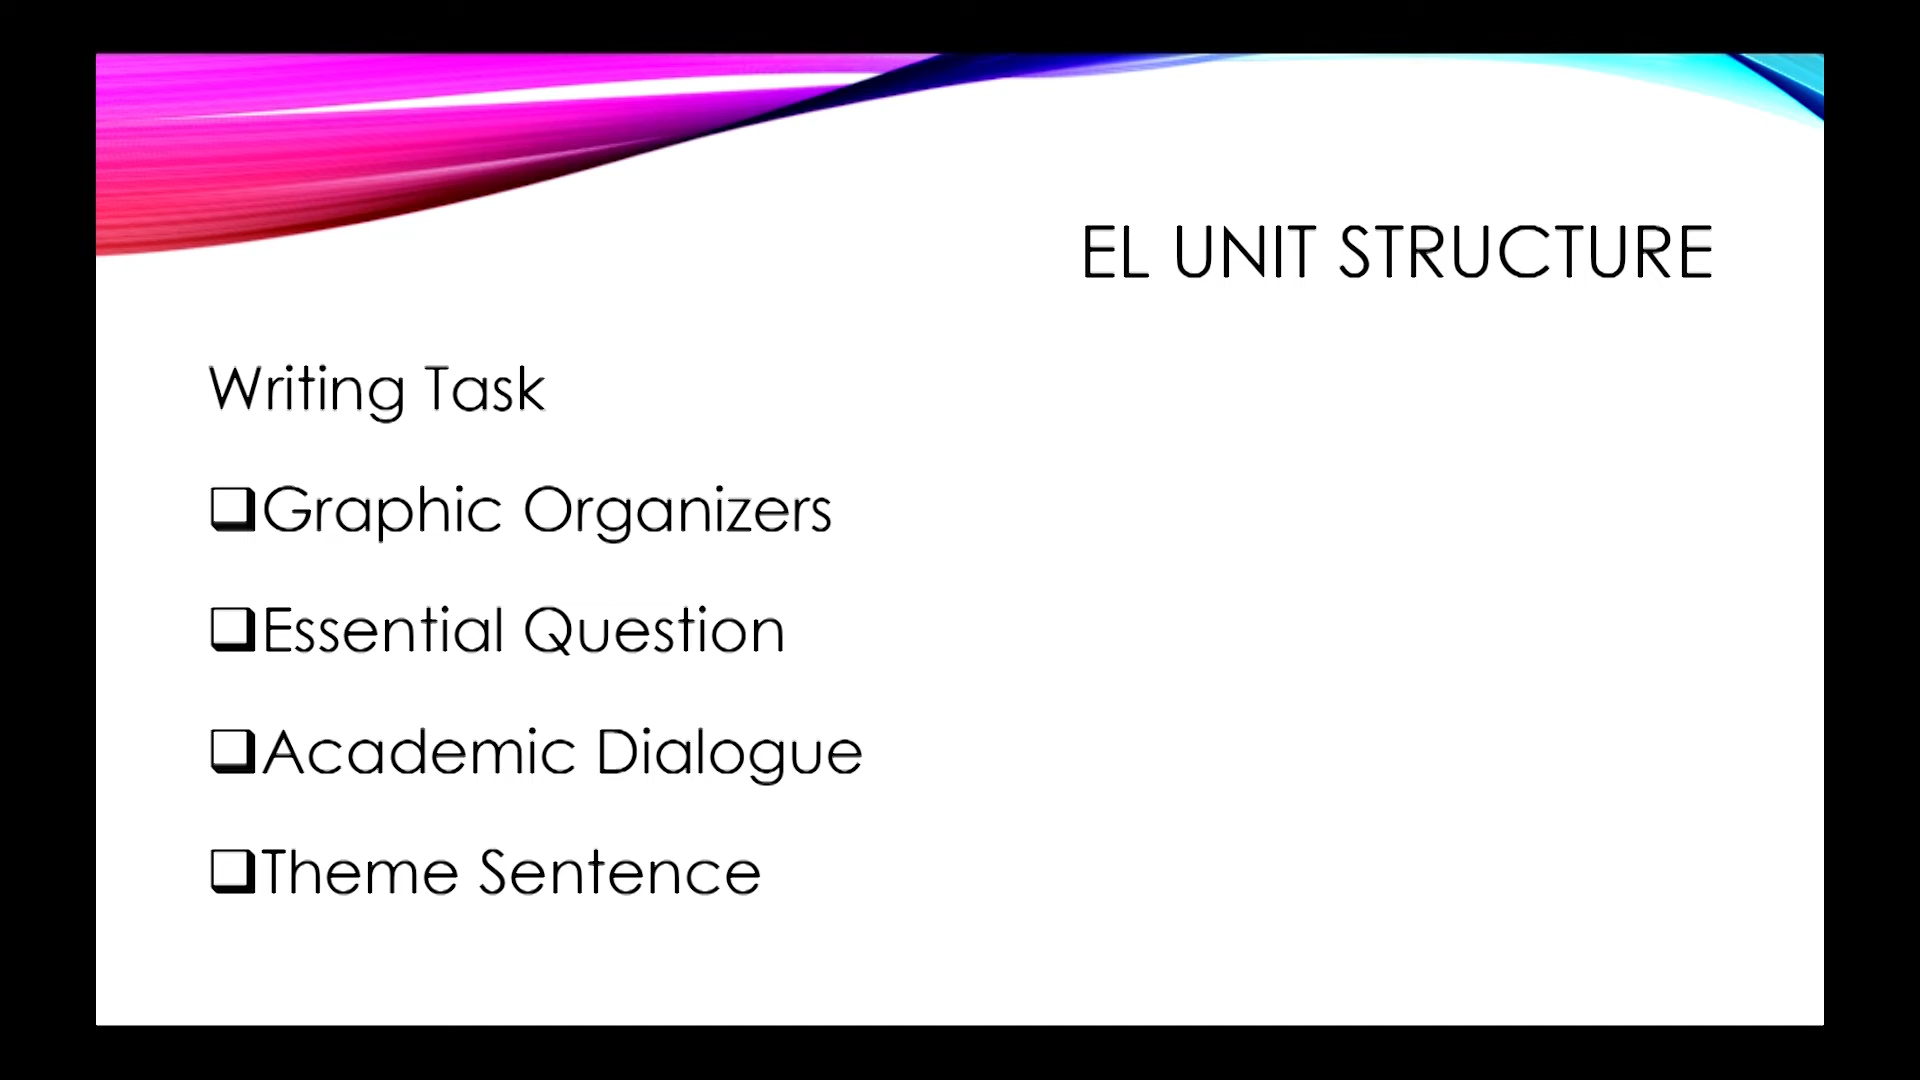 EL UNIT STRUCTURE
Writing Task
Graphic Organizers
Essential Question
Academic Dialogue
Theme Sentence